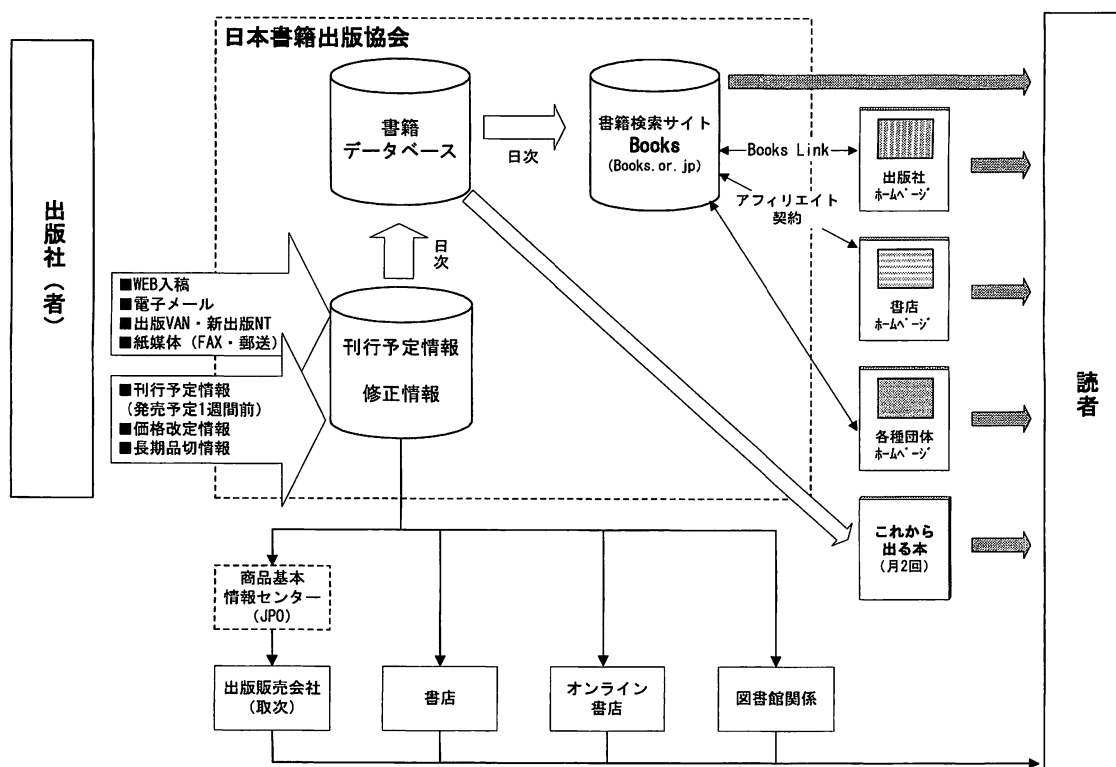 日本書籍出版協会
出版社（者）
書籍
データベース
日次
書籍検索サイト
Books
(Books.or.jp)
Books Link
アフィリエイト
契約
出版社
ホームページ
書店
ホームページ
各種団体
ホームページ
これから
出る本
(月2回)
読者
日次
■WEB入稿
■電子メール
■出版VAN・新出版NT
■紙媒体（FAX・郵送）
■刊行予定情報
(発売予定1週間前)
■価格改定情報
■長期品切情報
刊行予定情報
修正情報
商品基本
情報センター
(JPO)
出版販売会社
(取次)
書店
オンライン
書店
図書館関係